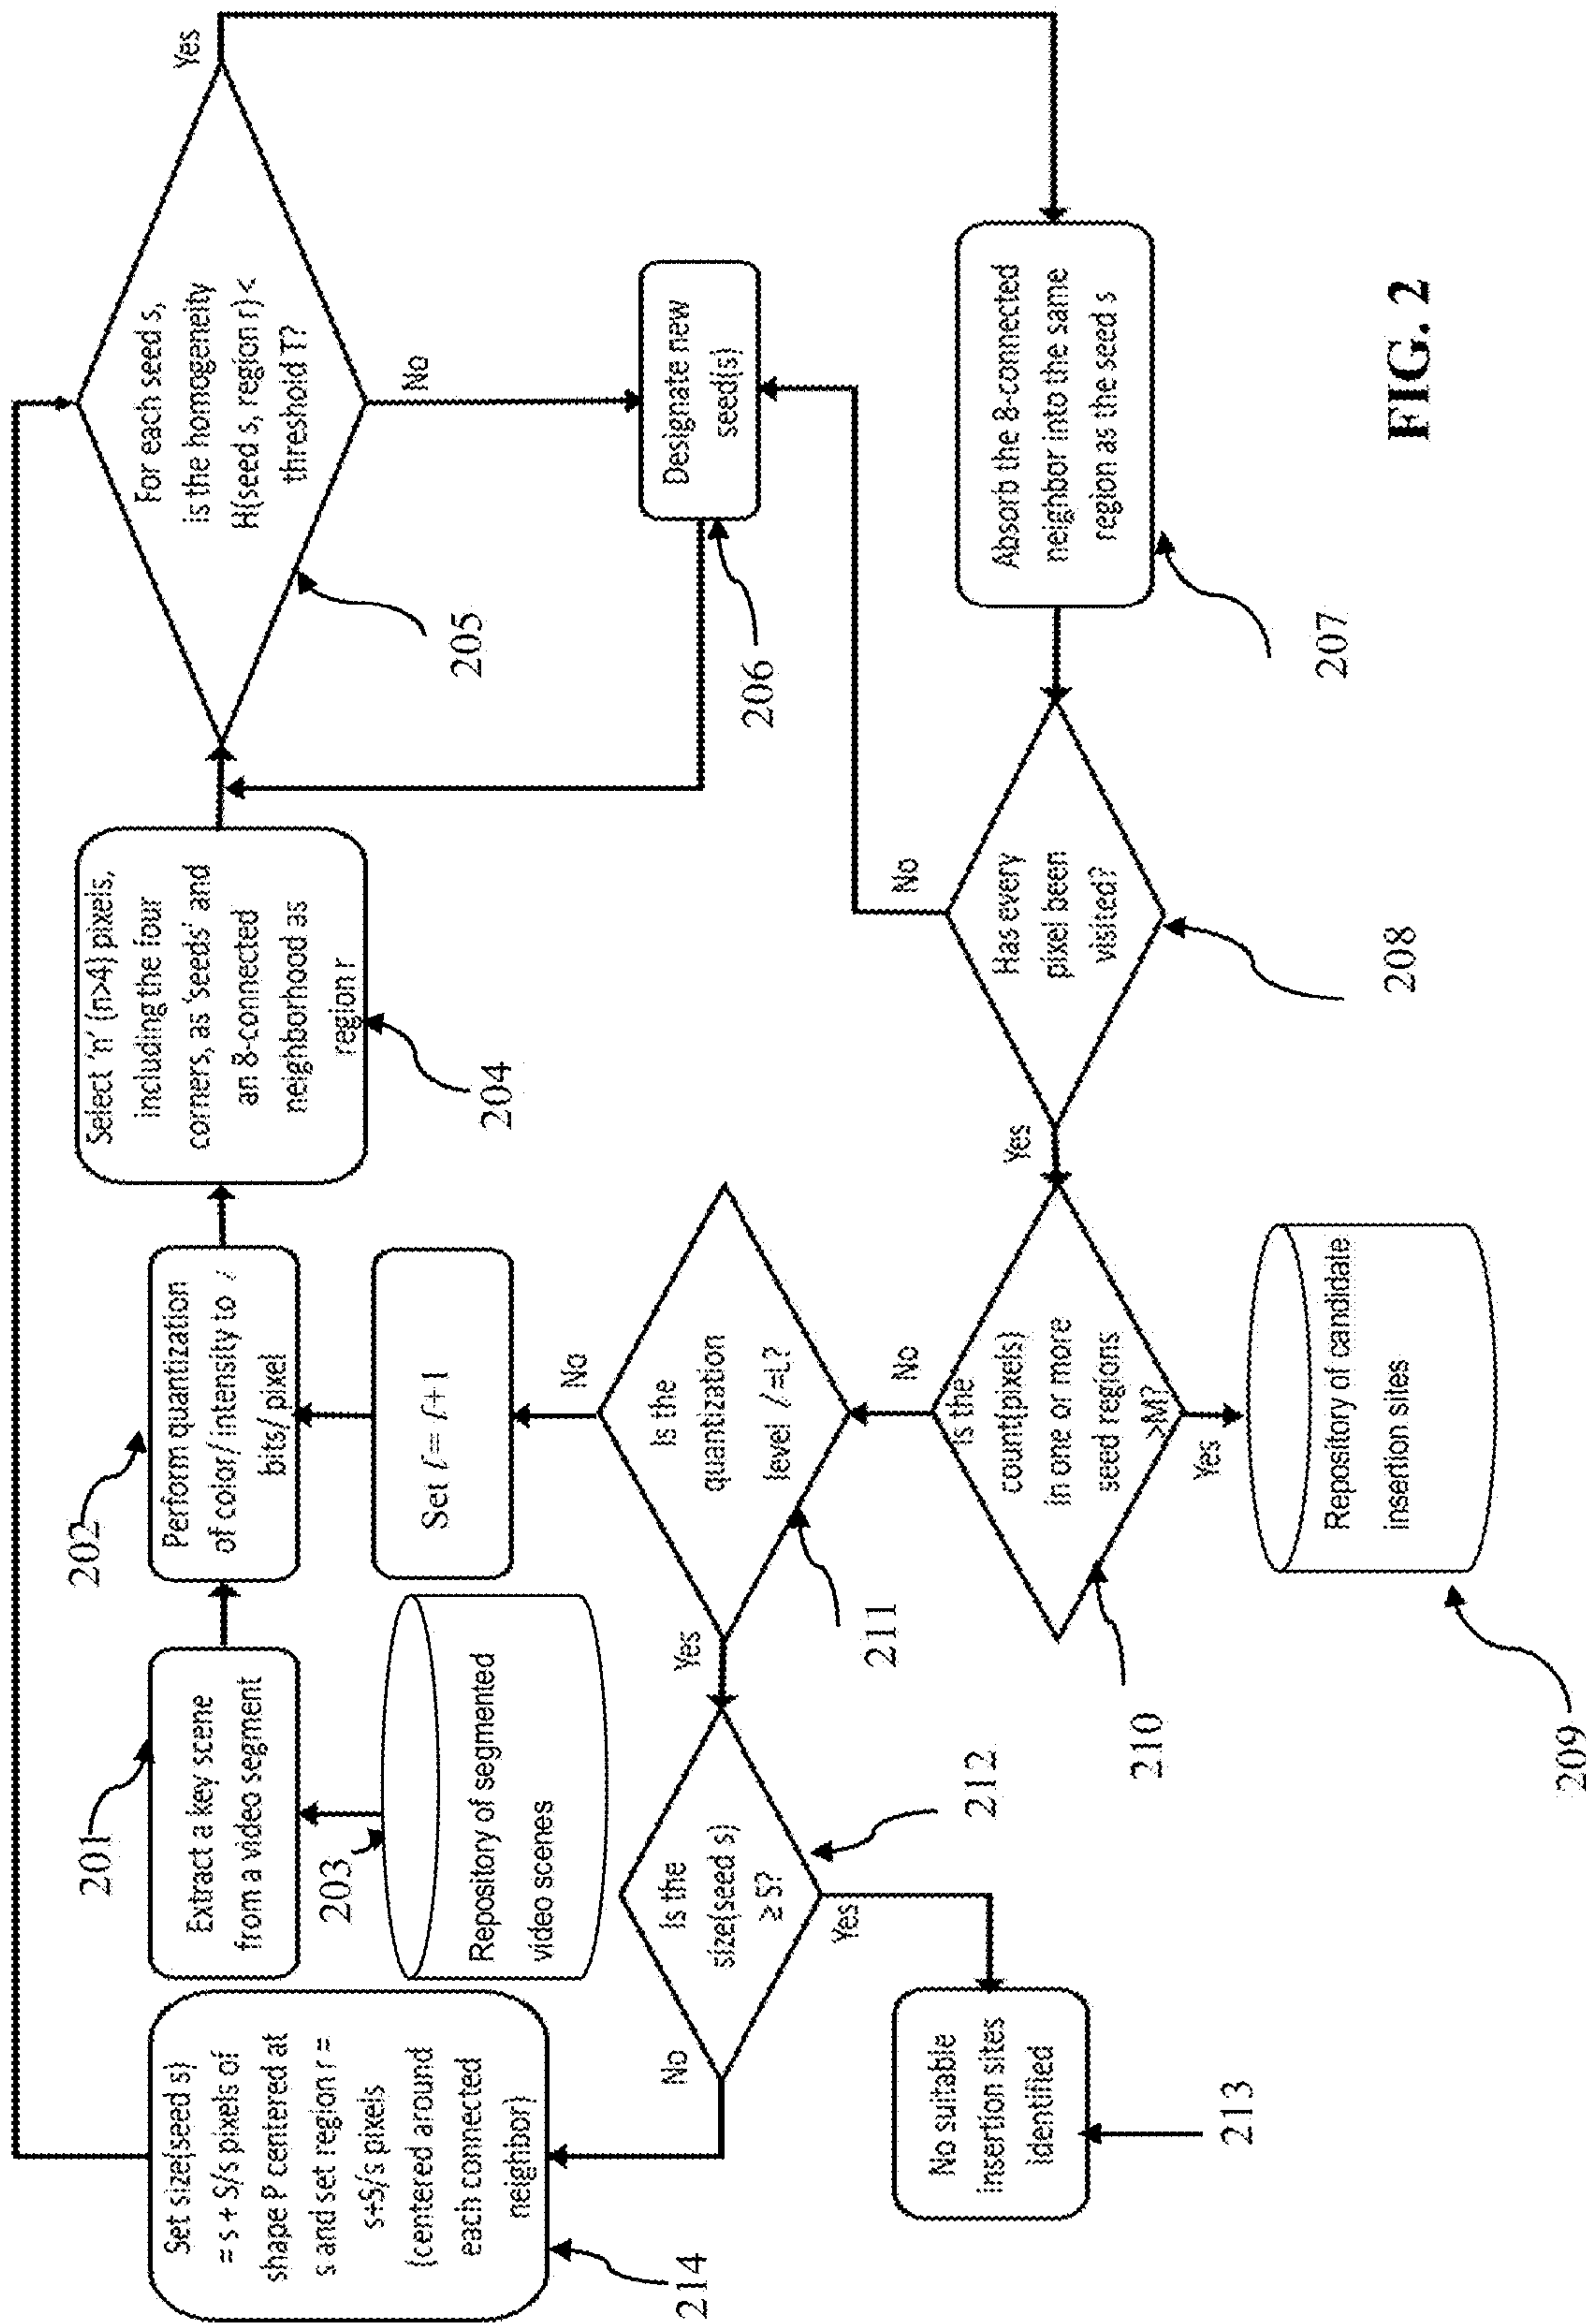 Set size(seed s)
= s + S/s pixels of
shape P centered at
s and set region r =
s+S/s pixels
(centered around
each connected
neighbor)
214
201
Extract a key scene
from a video segment
203
Repository of segmented
video scenes
202
Perform quantization
of color/ intensity to ℓ
bits/ pixel
Set ℓ = ℓ+1
Select 'n' (n>4) pixels,
including the four
corners, as 'seeds' and
an 8-connected
neighborhood as
region r
204
For each seed s,
is the homogeneity
H(seed s, region r) <
threshold T?
Yes
No
205
Designate new
seed(s)
206
Absorb the 8-connected
neighbor into the same
region as the seed s
207
Has every
pixel been
visited?
No
Yes
208
Is the
count(pixels)
in one or more
seed regions
>M?
No
Yes
210
Repository of candidate
insertion sites
209
Is the
quantization
level ℓ =L?
No
Yes
211
Is the
size(seed s)
≥ S?
No
Yes
212
No suitable
insertion sites
identified
213
FIG. 2